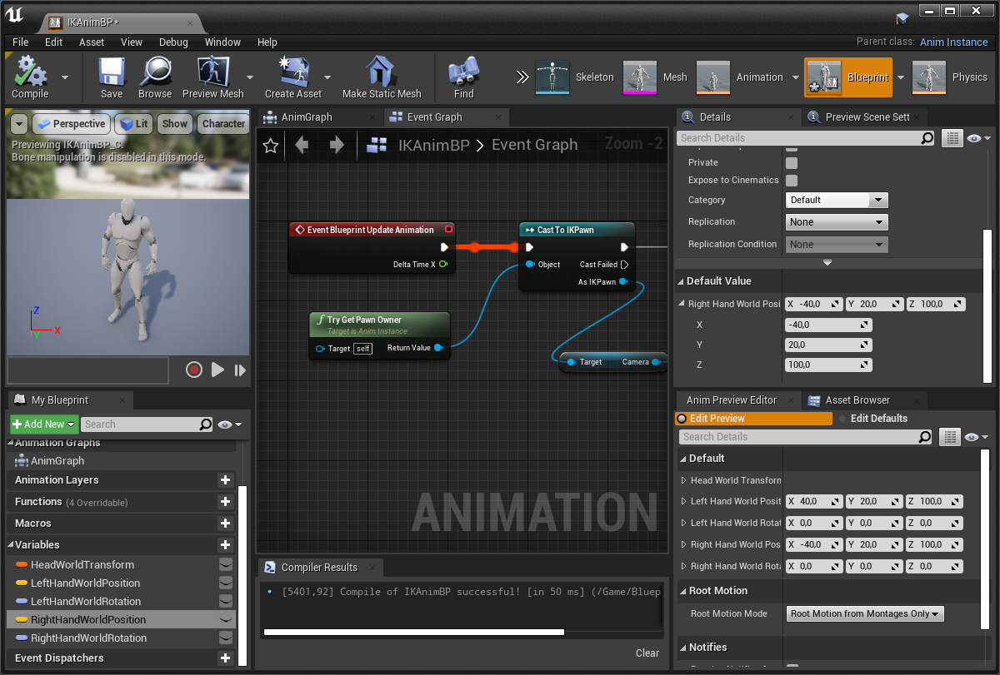 IKAnimBP*
File Edit Asset View Debug Window Help
Parent class: Anim Instance
Compile Save Browse Preview Mesh Create Asset Make Static Mesh Find Skeleton Mesh Animation Blueprint Physics
Perspective Lit Show Character
Previewing IKAnimBP_C.
Bone manipulation is disabled in this mode.
Z
X
Y
My Blueprint
Add New Search
Animation Graphs
AnimGraph
Animation Layers
Functions (4 Overridable)
Macros
Variables
HeadWorldTransform
LeftHandWorldPosition
LeftHandWorldRotation
RightHandWorldPosition
RightHandWorldRotation
Event Dispatchers
AnimGraph Event Graph
IKAnimBP > Event Graph Zoom -2
Event Blueprint Update Animation
Delta Time X
Cast To IKPawn
Object Cast Failed
As IKPawn
f Try Get Pawn Owner
Target is Anim Instance
Target self Return Value
Target Camera
ANIMATION
Compiler Results
[5401,92] Compile of IKAnimBP successful! [in 50 ms] (/Game/Bluep
Clear
Details Preview Scene Sett
Search Details
Private
Expose to Cinematics
Category Default
Replication None
Replication Condition None
Default Value
Right Hand World Posi X -40,0 Y 20,0 Z 100,0
X -40,0
Y 20,0
Z 100,0
Anim Preview Editor Asset Browser
Edit Preview Edit Defaults
Search Details
Default
Head World Transform
Left Hand World Posit X 40,0 Y 20,0 Z 100,0
Left Hand World Rotat X 0,0 Y 0,0 Z 0,0
Right Hand World Pos X -40,0 Y 20,0 Z 100,0
Right Hand World Rota X 0,0 Y 0,0 Z 0,0
Root Motion
Root Motion Mode Root Motion from Montages Only
Notifies